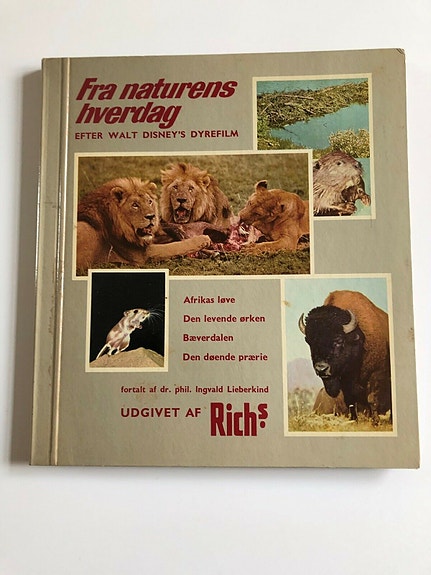 Fra naturens
hverdag
EFTER WALT DISNEY'S DYREFILM
Afrikas løve
Den levende ørken
Bæverdalen
Den døende prærie
fortalt af dr. phil. Ingvald Lieberkind
UDGIVET AF Rich's